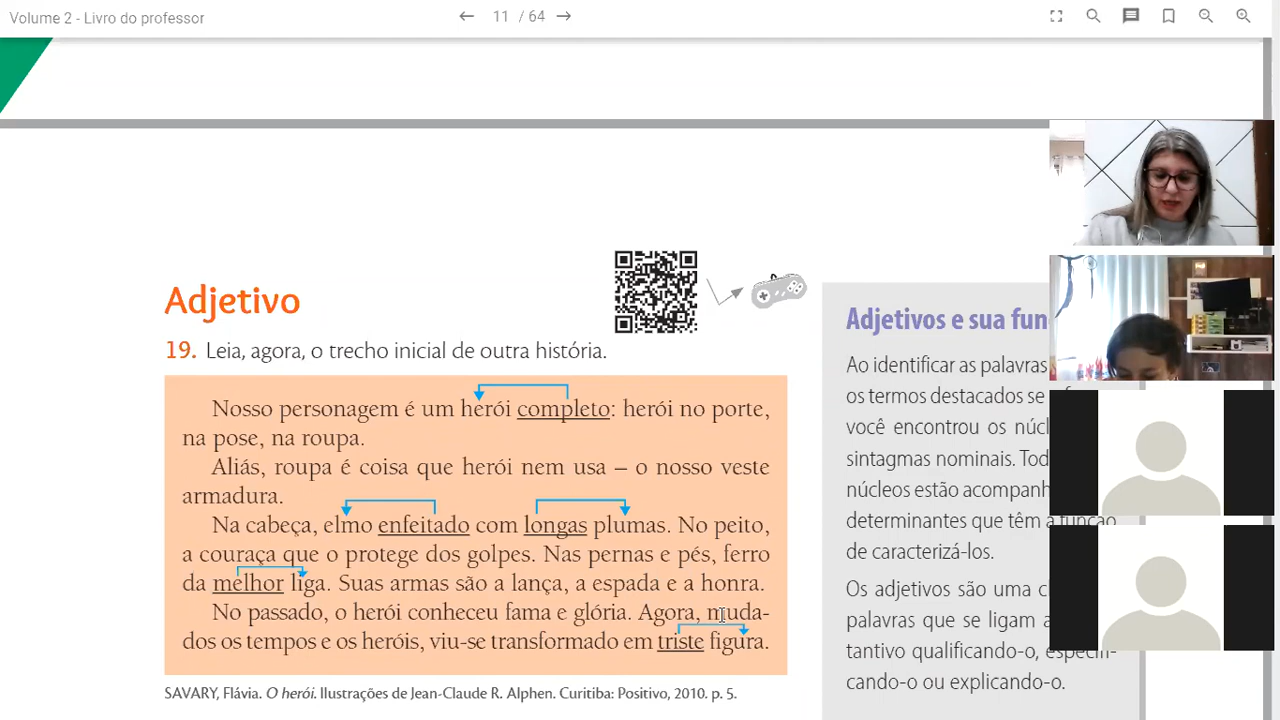 Volume 2 - Livro do professor
11 / 64
Adjetivo
19. Leia, agora, o trecho inicial de outra história.
Nosso personagem é um herói completo: herói no porte,
na pose, na roupa.
Aliás, roupa é coisa que herói nem usa – o nosso veste
armadura.
Na cabeça, elmo enfeitado com longas plumas. No peito,
a couraça que o protege dos golpes. Nas pernas e pés, ferro
da melhor liga. Suas armas são a lança, a espada e a honra.
No passado, o herói conheceu fama e glória. Agora, muda-
dos os tempos e os heróis, viu-se transformado em triste figura.
SAVARY, Flávia. O herói. Ilustrações de Jean-Claude R. Alphen. Curitiba: Positivo, 2010. p. 5.
Adjetivos e sua
Ao identificar as palavras
os termos destacados se
você encontrou os
sintagmas nominais.
núcleos estão
determinantes que têm a função
de caracterizá-los.
Os adjetivos são uma
palavras que se ligam
tantivo qualificando-o, especifi-
cando-o ou explicando-o.